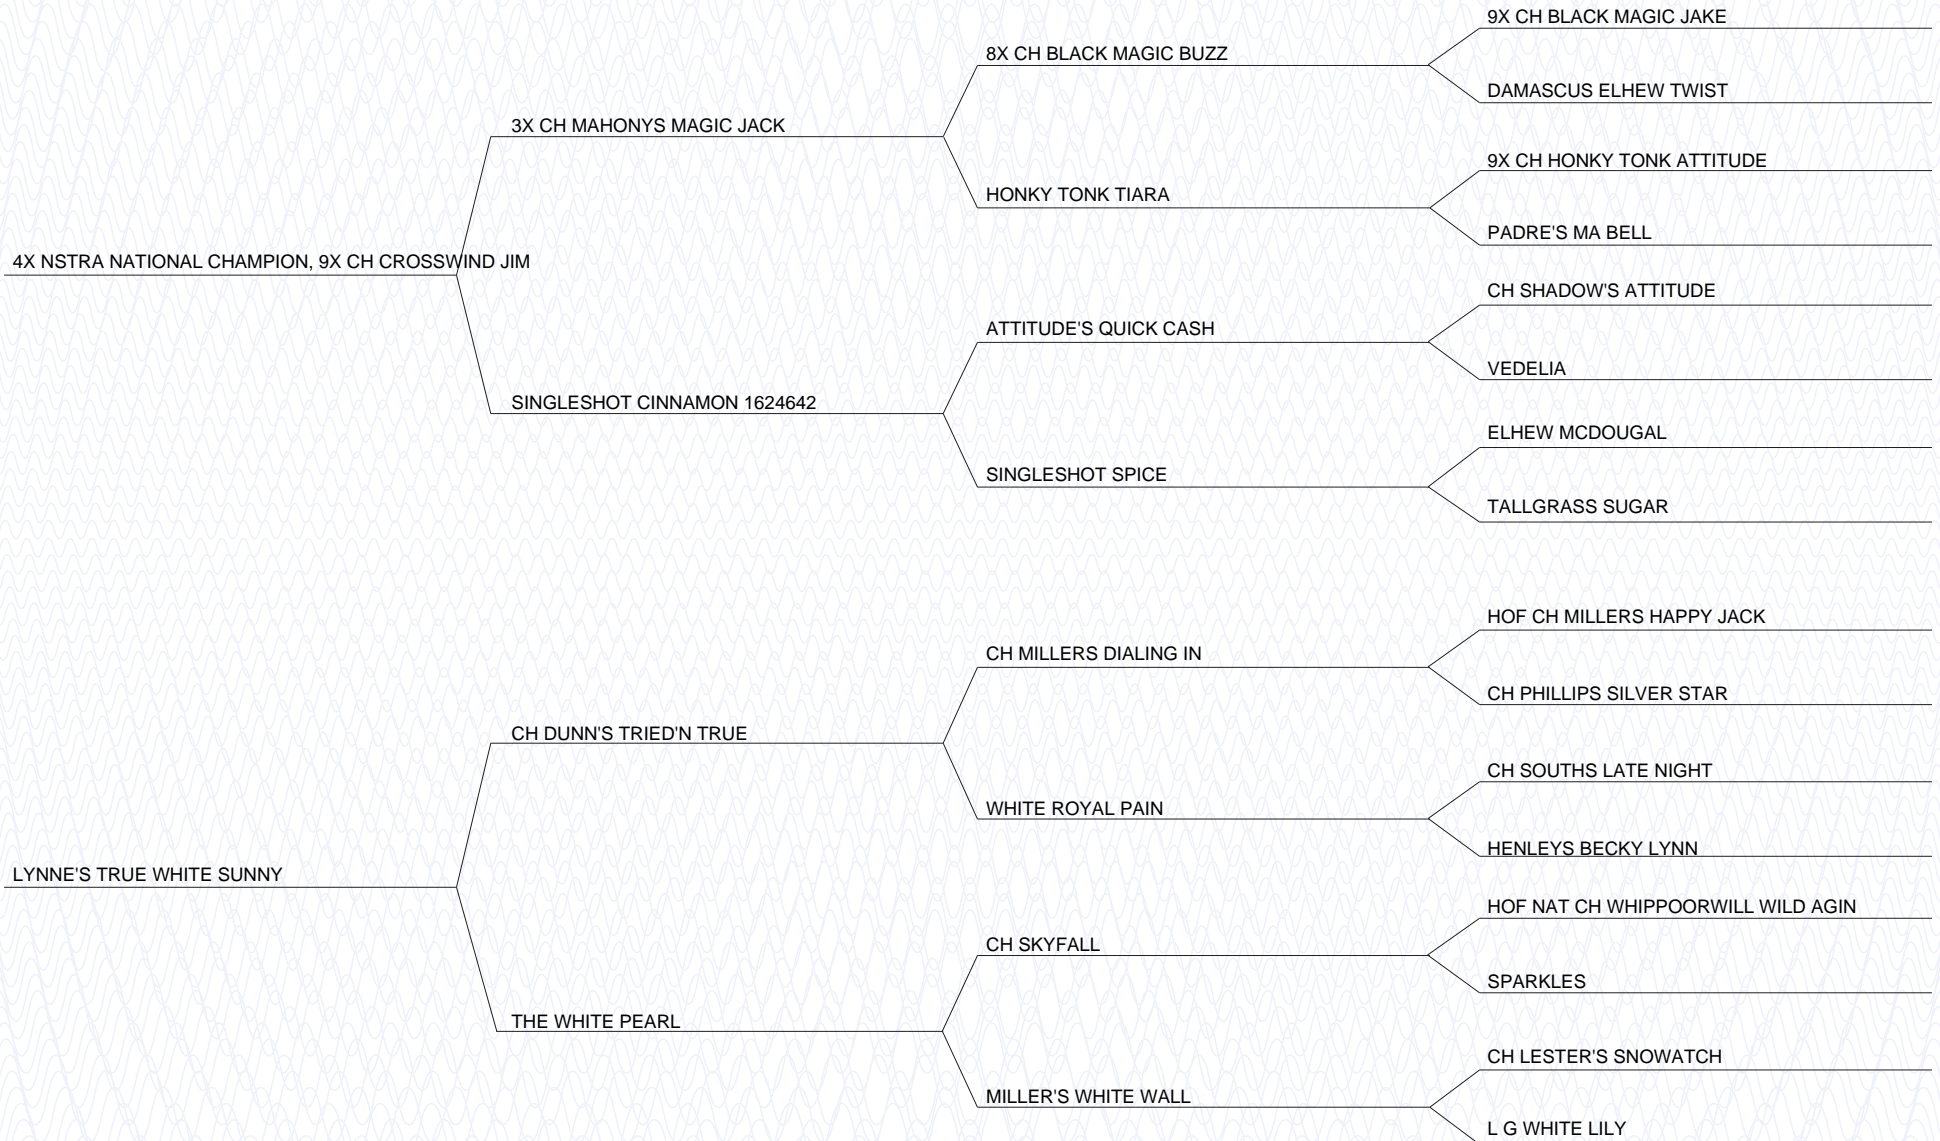 9X CH BLACK MAGIC JAKE
8X CH BLACK MAGIC BUZZ
DAMASCUS ELHEW TWIST
3X CH MAHONYS MAGIC JACK
9X CH HONKY TONK ATTITUDE
HONKY TONK TIARA
PADRE'S MA BELL
4X NSTRA NATIONAL CHAMPION, 9X CH CROSSWIND JIM
CH SHADOW'S ATTITUDE
ATTITUDE'S QUICK CASH
VEDELIA
SINGLESHOT CINNAMON 1624642
ELHEW MCDOUGAL
SINGLESHOT SPICE
TALLGRASS SUGAR
HOF CH MILLERS HAPPY JACK
CH MILLERS DIALING IN
CH PHILLIPS SILVER STAR
CH DUNN'S TRIED'N TRUE
CH SOUTHS LATE NIGHT
WHITE ROYAL PAIN
HENLEYS BECKY LYNN
LYNNE'S TRUE WHITE SUNNY
HOF NAT CH WHIPPOORWILL WILD AGIN
CH SKYFALL
SPARKLES
THE WHITE PEARL
CH LESTER'S SNOWATCH
MILLER'S WHITE WALL
L G WHITE LILY